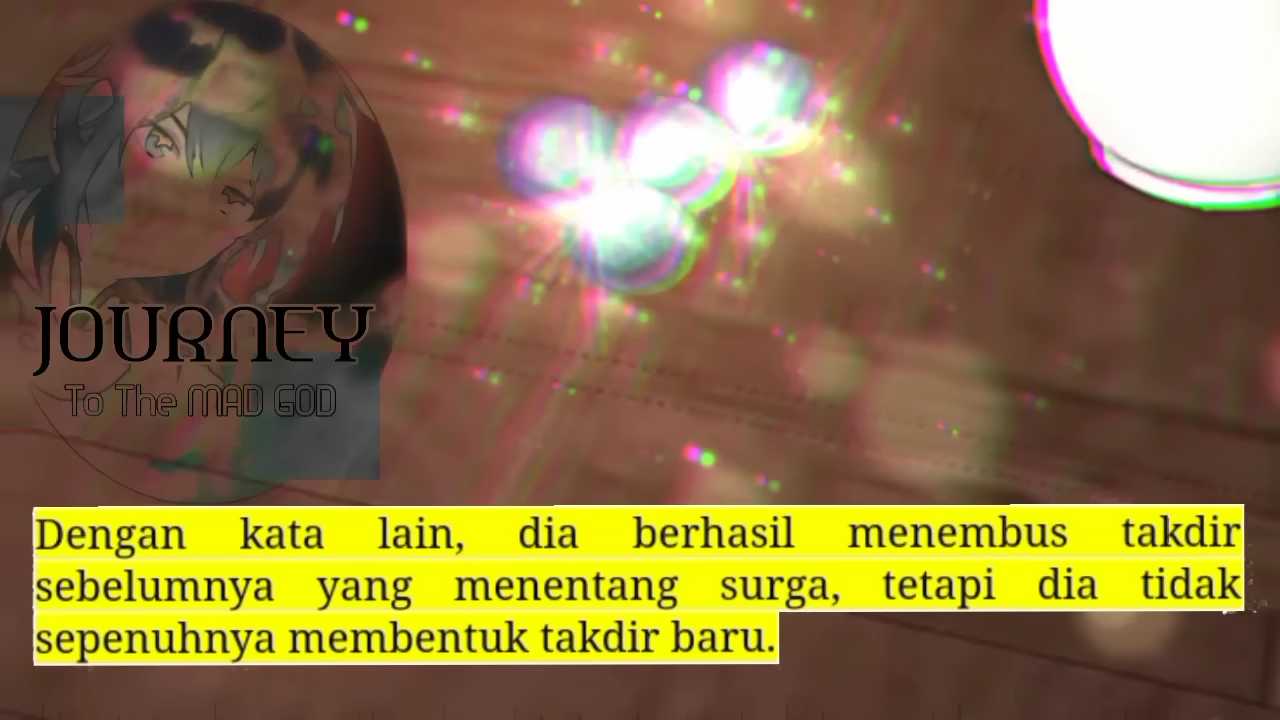 JOURNEY
To The MAD GOD
Dengan kata lain, dia berhasil menembus takdir
sebelumnya yang menentang surga, tetapi dia tidak
sepenuhnya membentuk takdir baru.